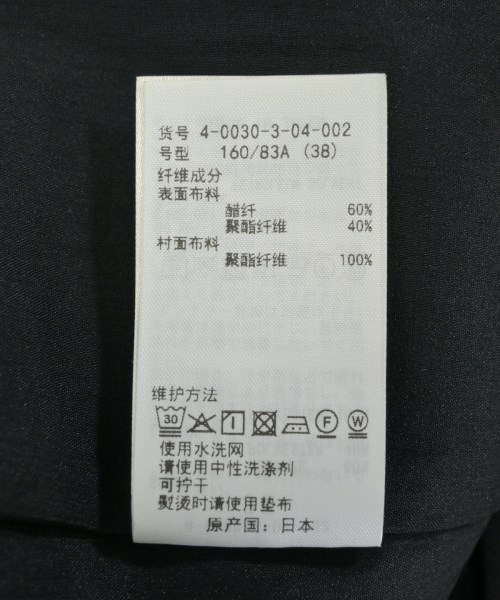 货号 4-0030-3-04-002
号型 160/83A (38)
纤维成分
表面布料
醋纤 60%
聚酯纤维 40%
村面布料
聚酯纤维 100%
维护方法
30 F W
使用水洗网
请使用中性洗涤剂
可拧干
熨烫时请使用垫布
原产国: 日本